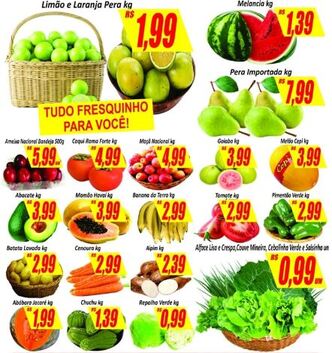 Limão e Laranja Pera kg
R$ 1,99
Melancia kg
R$ 1,39
Pera Importada kg
R$ 7,99
TUDO FRESQUINHO
PARA VOCÊ!
Ameixa Nacional Bandeja 500g
R$ 5,99
Caqui Rama Forte kg
R$ 4,99
Maçã Nacional kg
R$ 4,99
Goiaba kg
R$ 3,99
Melão Cepi kg
R$ 3,99
Abacate kg
R$ 3,99
Mamão Havaí kg
R$ 3,99
Banana da Terra kg
R$ 2,99
Tomate kg
R$ 2,99
Pimentão Verde kg
R$ 2,99
Batata Lavada kg
R$ 2,99
Cenoura kg
R$ 2,99
Aipim kg
R$ 2,39
Alface Lisa e Crespa, Couve Mineira, Cebolinha Verde e Salsinha un
R$ 0,99 UN
Abóbora Jacaré kg
R$ 1,99
Chuchu kg
R$ 1,39
Repolho Verde kg
R$ 0,99